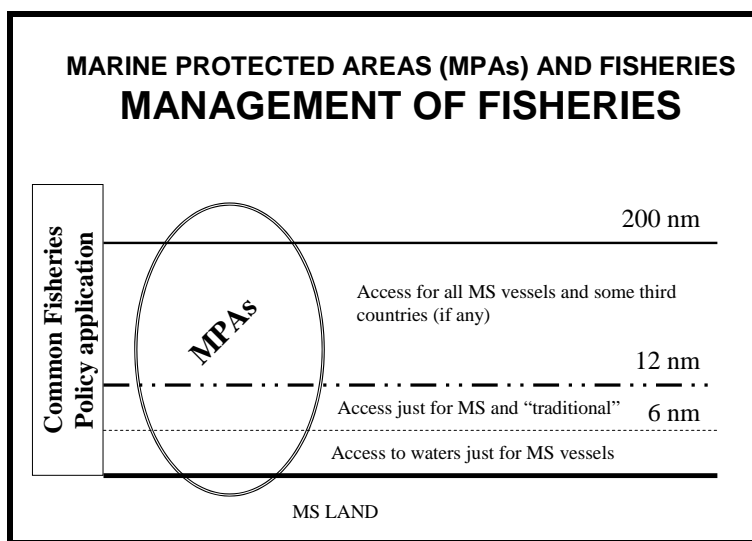 MARINE PROTECTED AREAS (MPAs) AND FISHERIES
MANAGEMENT OF FISHERIES
Common Fisheries
Policy application
MPAs
200 nm
Access for all MS vessels and some third
countries (if any)
12 nm
Access just for MS and “traditional”
6 nm
Access to waters just for MS vessels
MS LAND